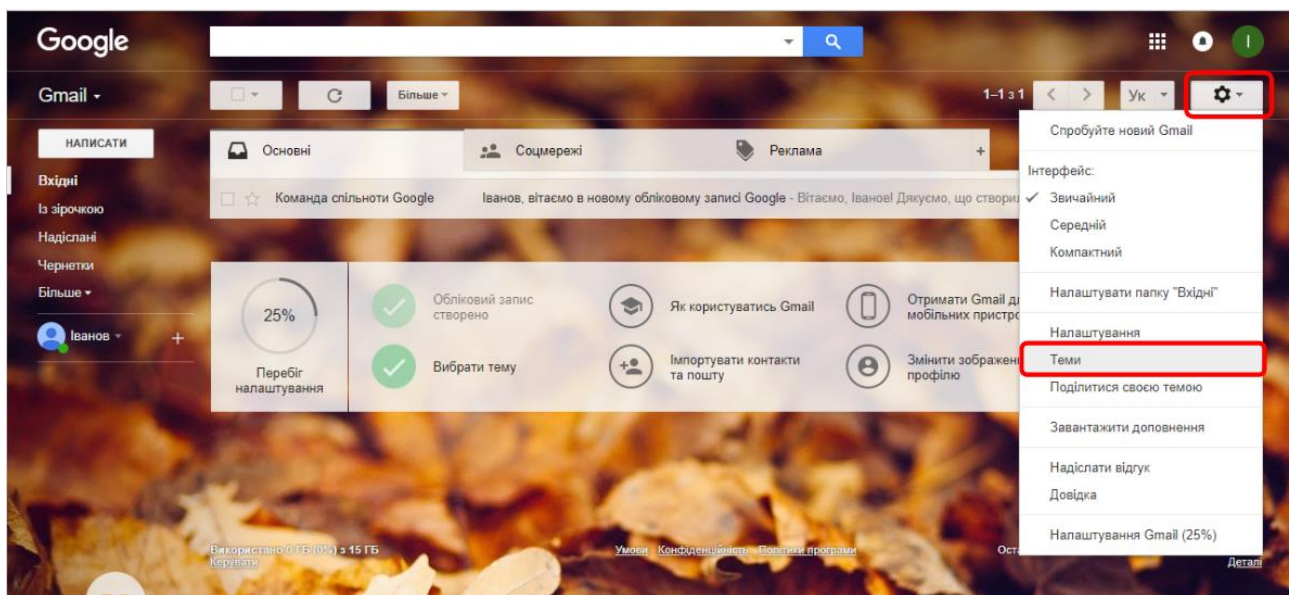 Google
I
Gmail
Більше
1–1 з 1
Ук
НАПИСАТИ
Вхідні
Із зірочкою
Надіслані
Чернетки
Більше
Іванов
+
Основні
Соцмережі
Реклама
+
Команда спільноти Google Іванов, вітаємо в новому обліковому записі Google - Вітаємо, Іванов! Дякуємо, що створил
25%
Перебіг
налаштування
Обліковий запис
створено
Як користуватись Gmail
Отримати Gmail дл
мобільних пристро
Вибрати тему
Імпортувати контакти
та пошту
Змінити зображен
профілю
Спробуйте новий Gmail
Інтерфейс:
Звичайний
Середній
Компактний
Налаштувати папку "Вхідні"
Налаштування
Теми
Поділитися своєю темою
Завантажити доповнення
Надіслати відгук
Довідка
Налаштування Gmail (25%)
Використано 0 ГБ (0%) з 15 ГБ
Керувати
Умови Конфіденційність Політики програми
Оста
Деталі